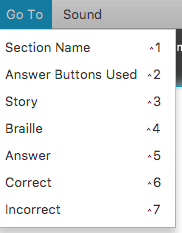 Go To Sound
Section Name ^1
Answer Buttons Used ^2
Story ^3
Braille ^4
Answer ^5
Correct ^6
Incorrect ^7